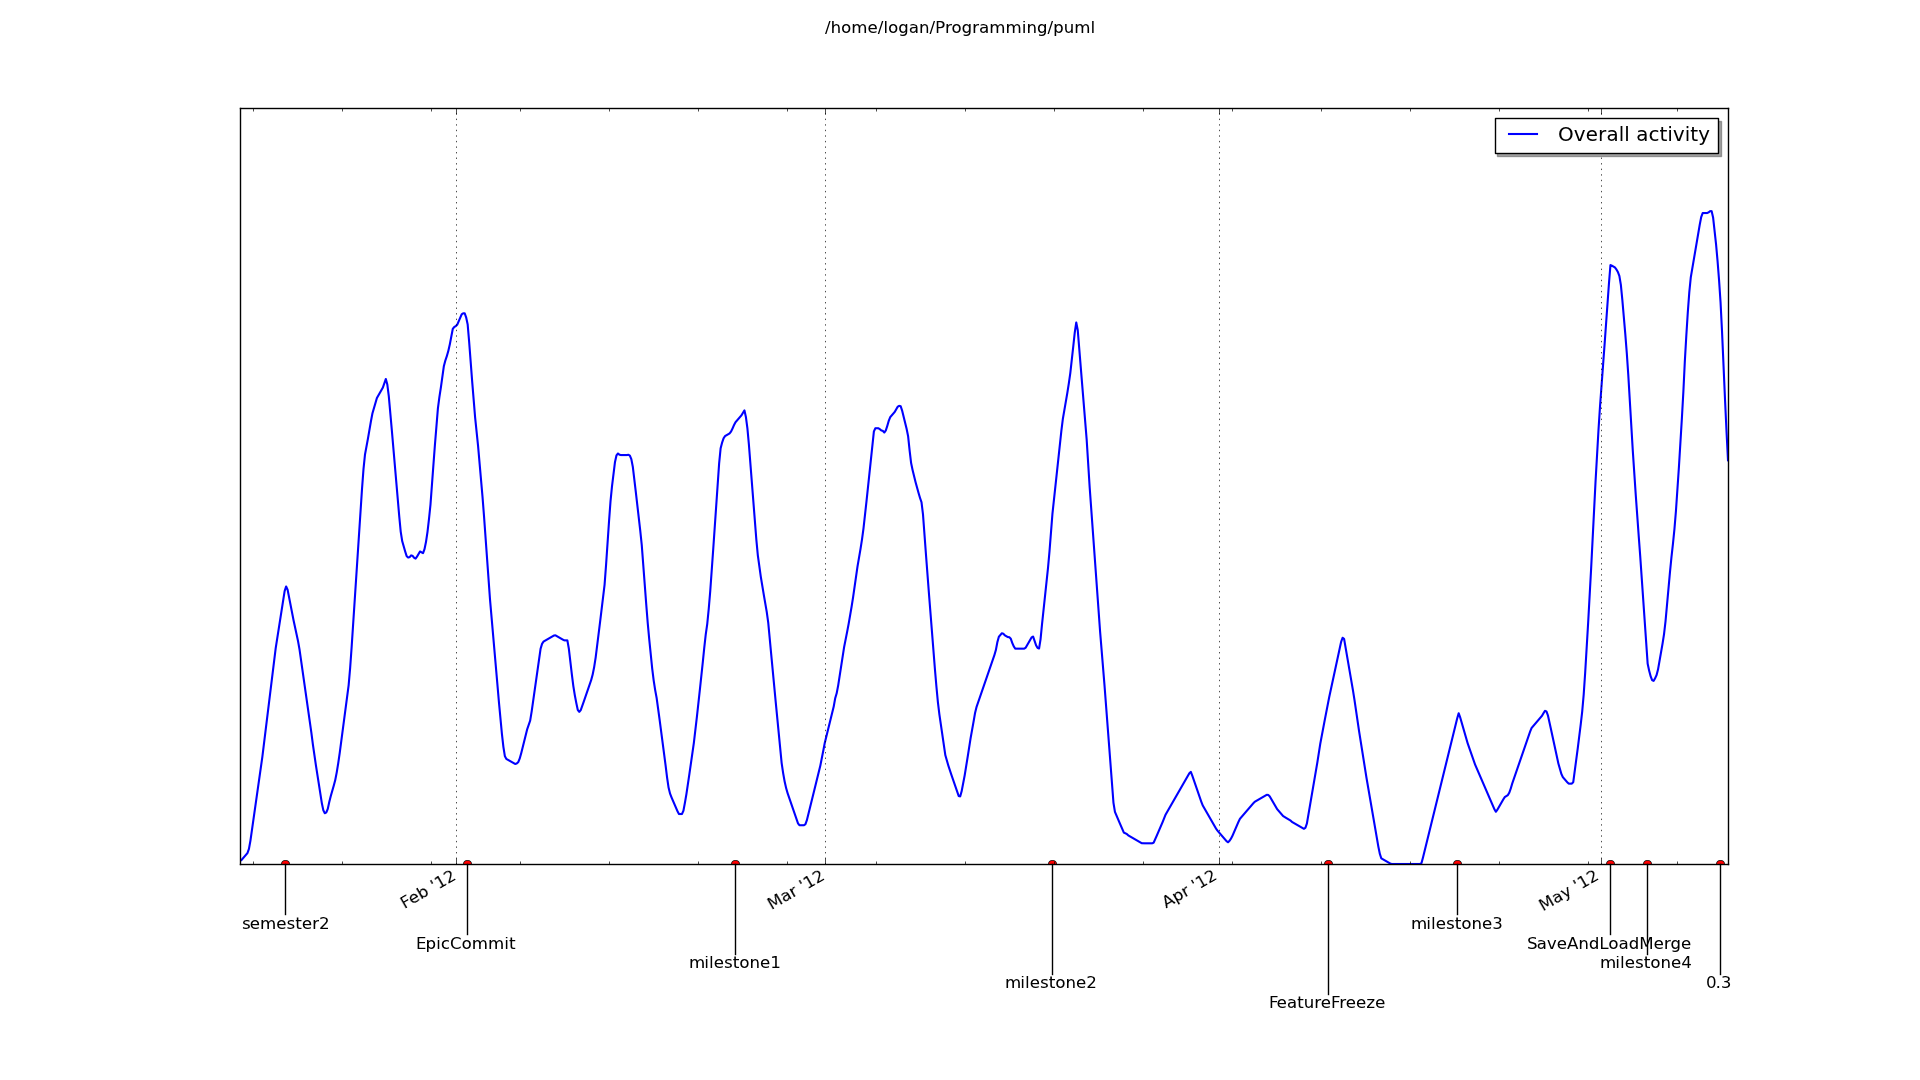 /home/logan/Programming/puml
Overall activity
Feb '12
Mar '12
Apr '12
May '12
semester2
milestone3
EpicCommit
SaveAndLoadMerge
milestone1
milestone4
milestone2
0.3
FeatureFreeze